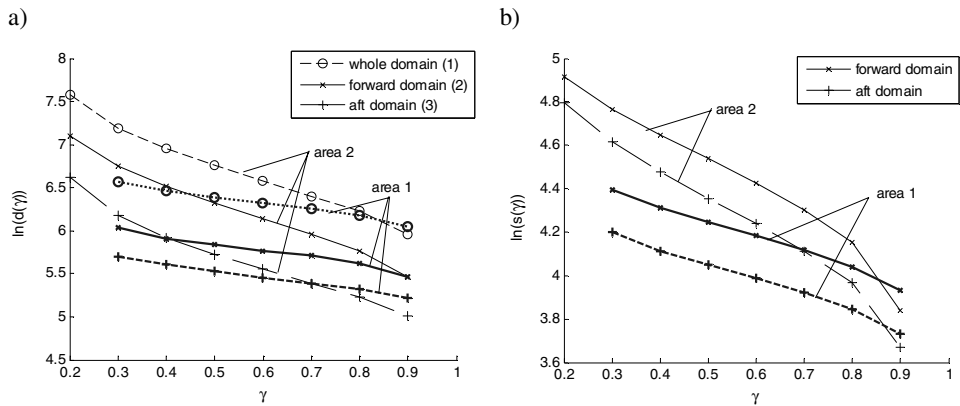 a)
8
7.5
7
6.5
6
5.5
5
4.5
ln(d(γ))
whole domain (1)
forward domain (2)
aft domain (3)
area 2
area 1
0.2 0.3 0.4 0.5 0.6 0.7 0.8 0.9 1
γ
b)
5
4.8
4.6
4.4
4.2
4
3.8
3.6
ln(s(γ))
forward domain
aft domain
area 2
area 1
0.2 0.3 0.4 0.5 0.6 0.7 0.8 0.9 1
γ